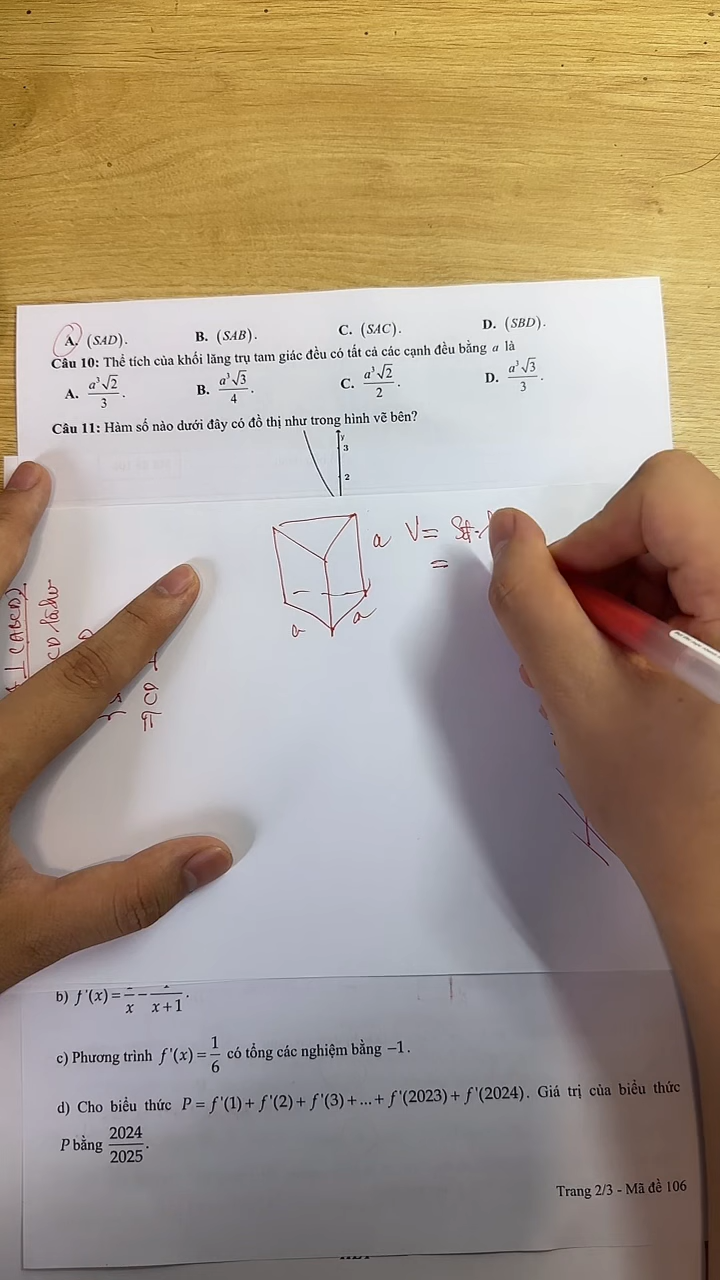 A. (SAD). B. (SAB). C. (SAC). D. (SBD).
Câu 10: Thể tích của khối lăng trụ tam giác đều có tất cả các cạnh đều bằng a là
A. a³√2/3. B. a³√3/4. C. a³√2/2. D. a³√3/3.
Câu 11: Hàm số nào dưới đây có đồ thị như trong hình vẽ bên?
y
3
2
a V = Sđ.
=
a a
⊥(ABCD)
CD
π
b) f'(x) = x x+1.
c) Phương trình f'(x) = 1/6 có tổng các nghiệm bằng −1.
d) Cho biểu thức P = f'(1) + f'(2) + f'(3) + ... + f'(2023) + f'(2024). Giá trị của biểu thức
P bằng 2024/2025.
Trang 2/3 - Mã đề 106